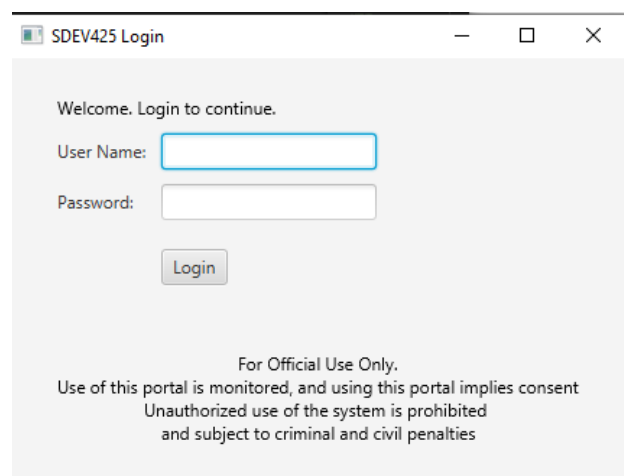 SDEV425 Login
Welcome. Login to continue.
User Name:
Password:
Login
For Official Use Only.
Use of this portal is monitored, and using this portal implies consent
Unauthorized use of the system is prohibited
and subject to criminal and civil penalties